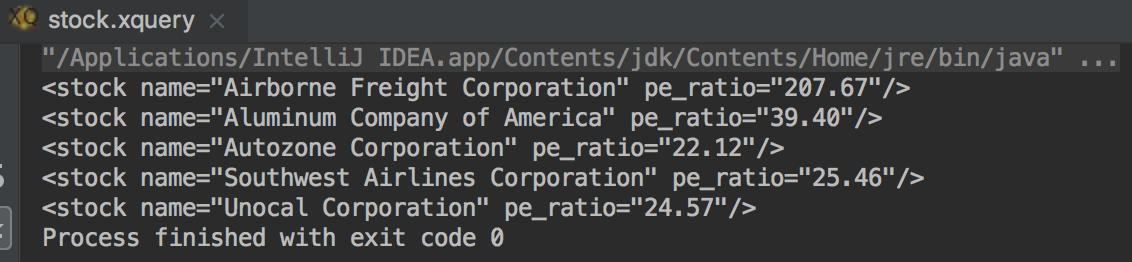 XQ stock.xquery ×
"/Applications/IntelliJ IDEA.app/Contents/jdk/Contents/Home/jre/bin/java" ...
<stock name="Airborne Freight Corporation" pe_ratio="207.67"/>
<stock name="Aluminum Company of America" pe_ratio="39.40"/>
<stock name="Autozone Corporation" pe_ratio="22.12"/>
<stock name="Southwest Airlines Corporation" pe_ratio="25.46"/>
<stock name="Unocal Corporation" pe_ratio="24.57"/>
Process finished with exit code 0